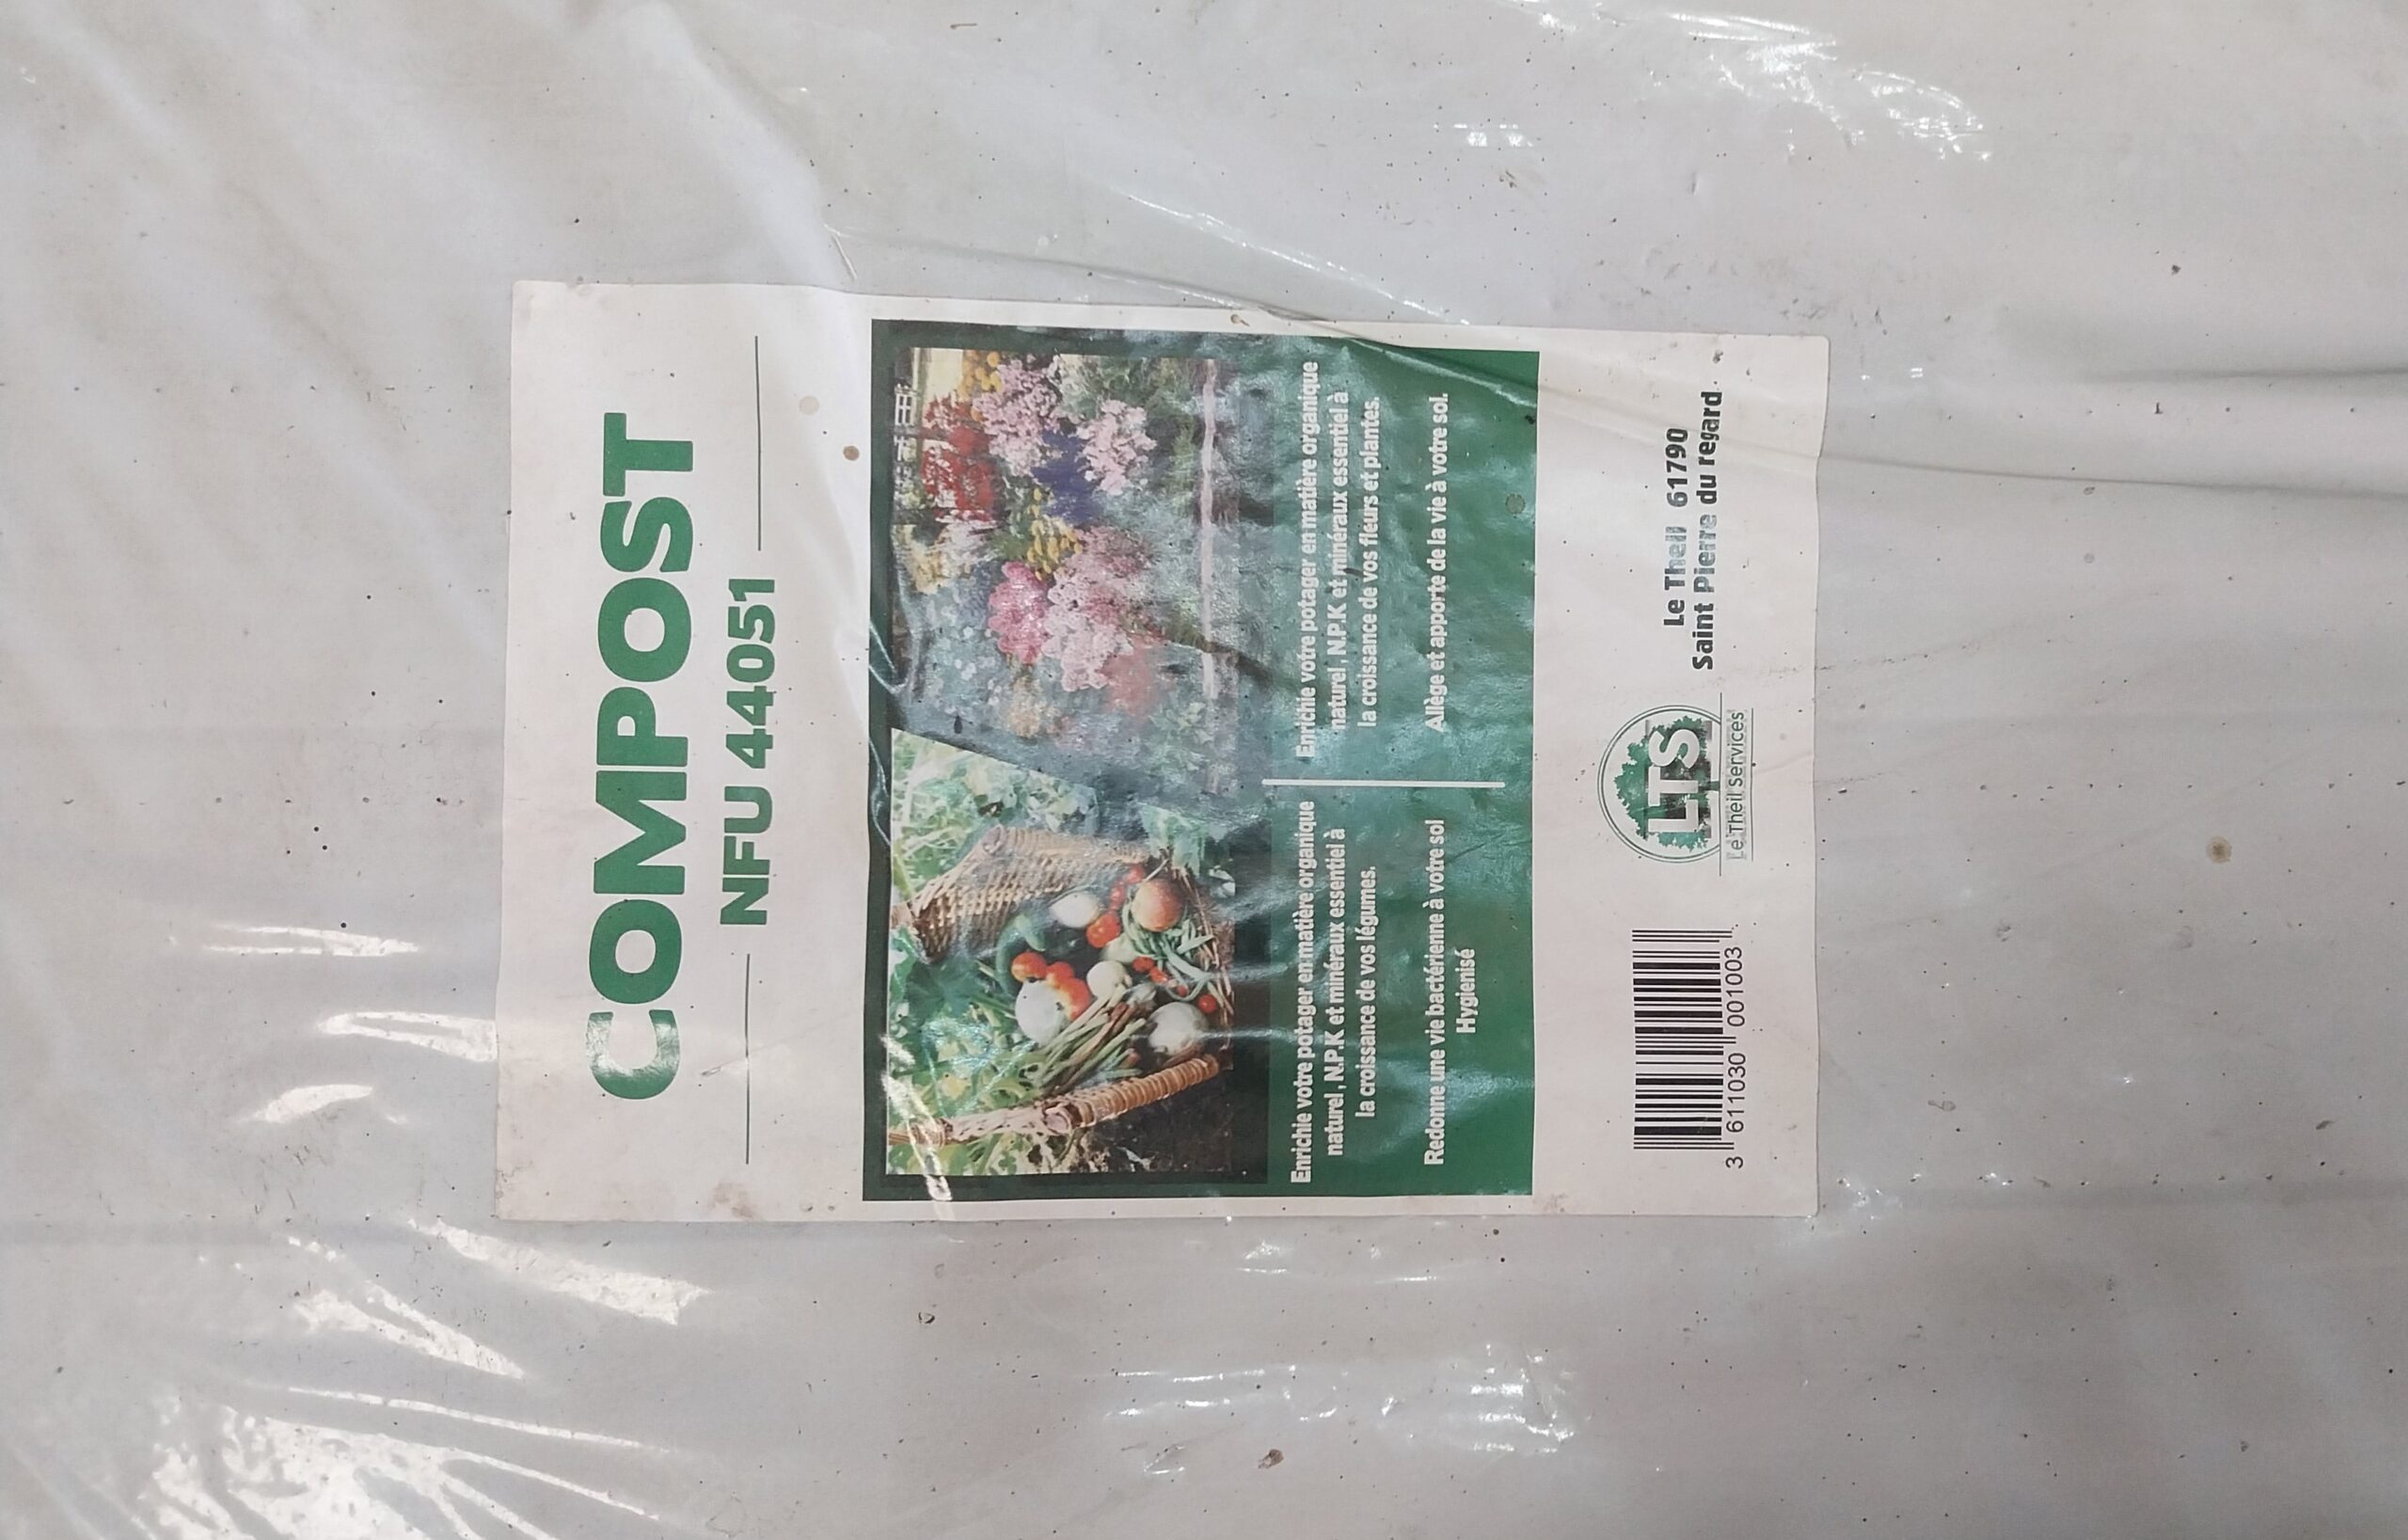 COMPOST
NFU 44051
Enrichie votre potager en matière organique
naturel, N.P.K et minéraux essentiel à
la croissance de vos légumes.
Redonne une vie bactérienne à votre sol
Hygienisé
Enrichie votre potager en matière organique
naturel, N.P.K et minéraux essentiel à
la croissance de vos fleurs et plantes.
Allège et apporte de la vie à votre sol.
3 611030 001003
LTS
Le Theil Services
Le Theil 61790
Saint Pierre du regard